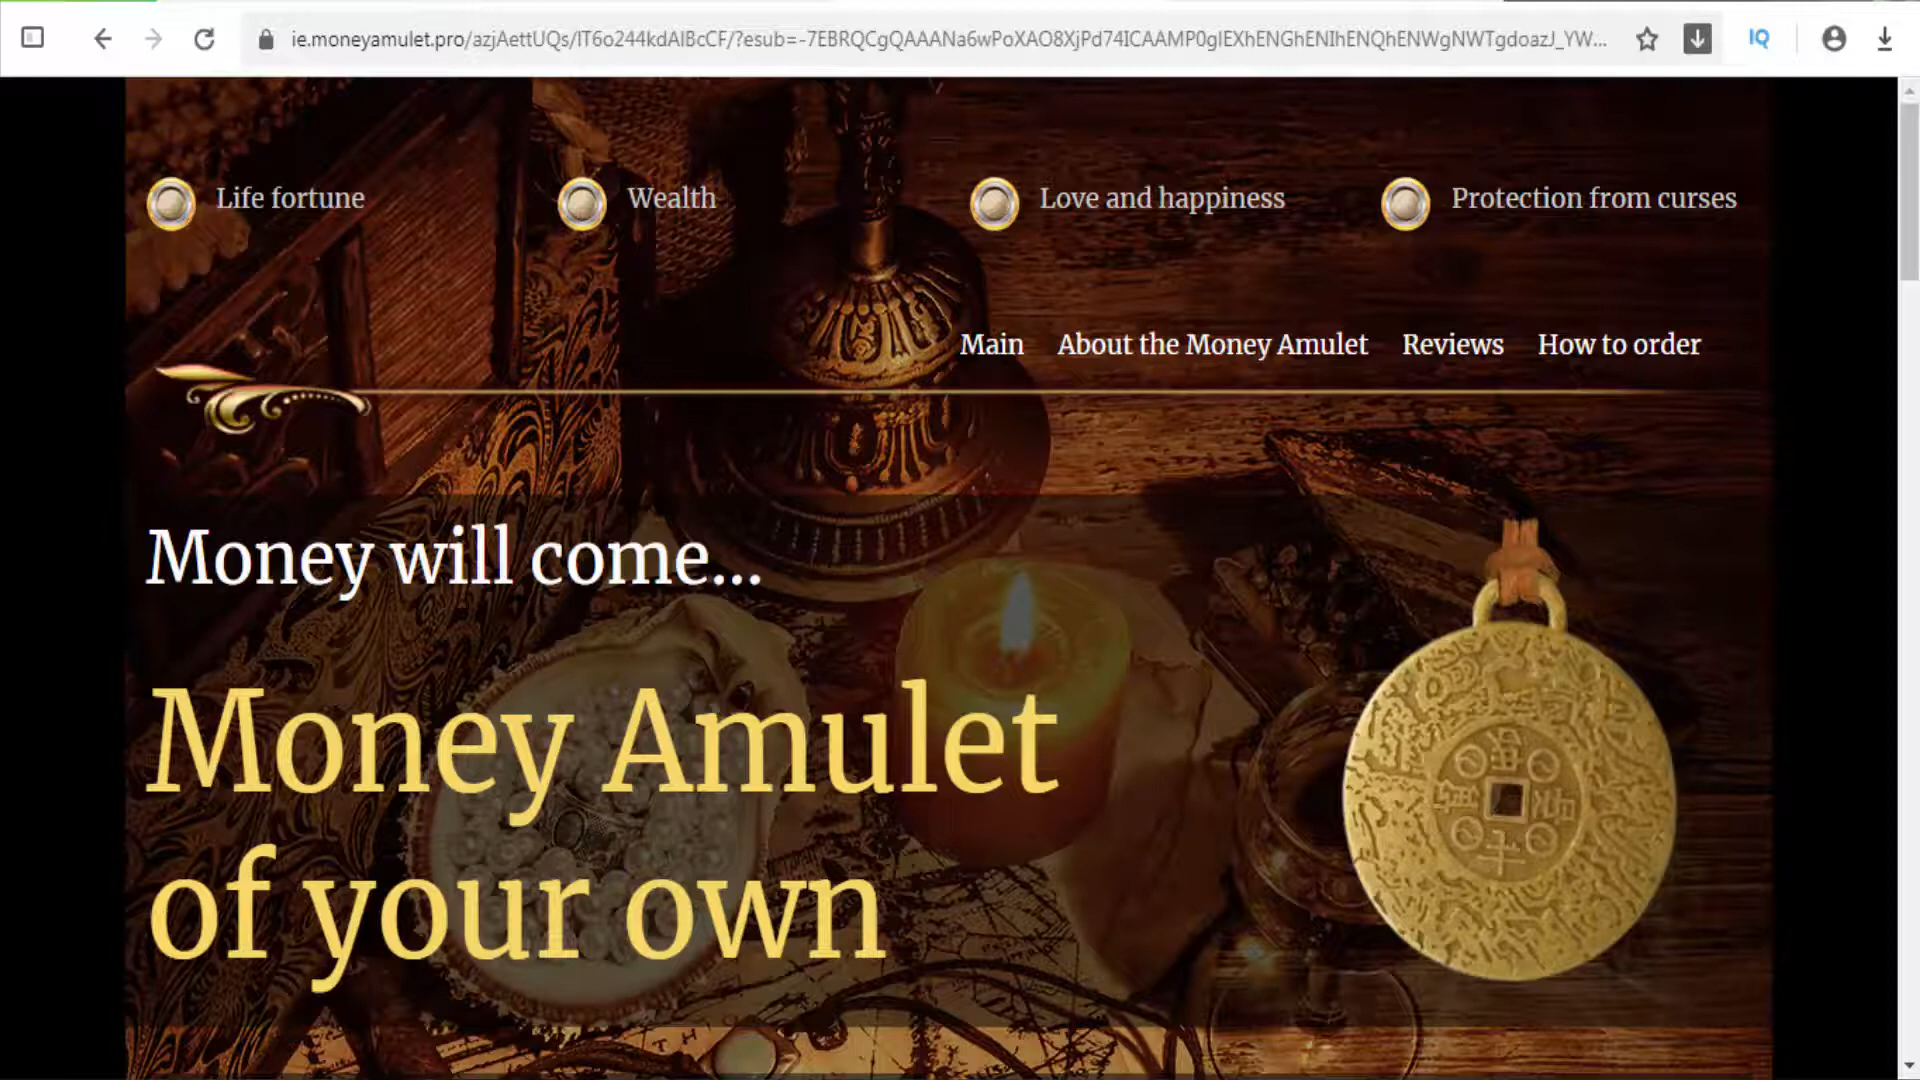 ie.moneyamulet.pro/azjAettUQs/IT6o244kdAlBcCF/?esub=-7EBRQCgQAAANa6wPoXAO8XjPd74ICAAMP0glEXhENGhENIhENQhENWgNWTgdoazJ_YW...
IQ
Life fortune
Wealth
Love and happiness
Protection from curses
Main About the Money Amulet Reviews How to order
Money will come...
Money Amulet
of your own